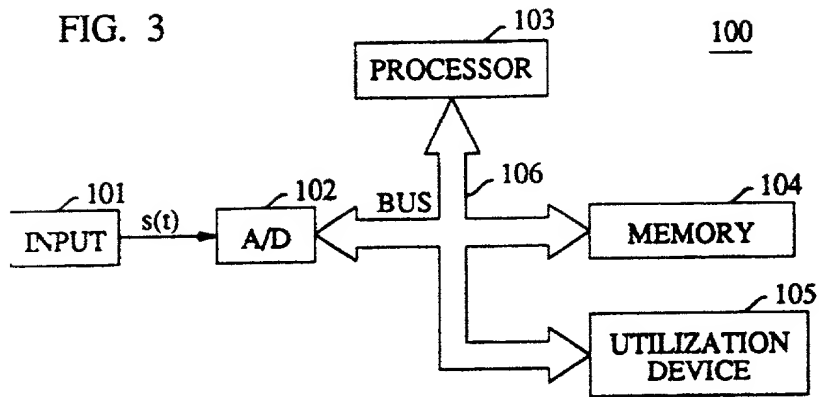 FIG. 3
103
100
PROCESSOR
101
102
BUS
106
104
INPUT
s(t)
A/D
MEMORY
105
UTILIZATION
DEVICE